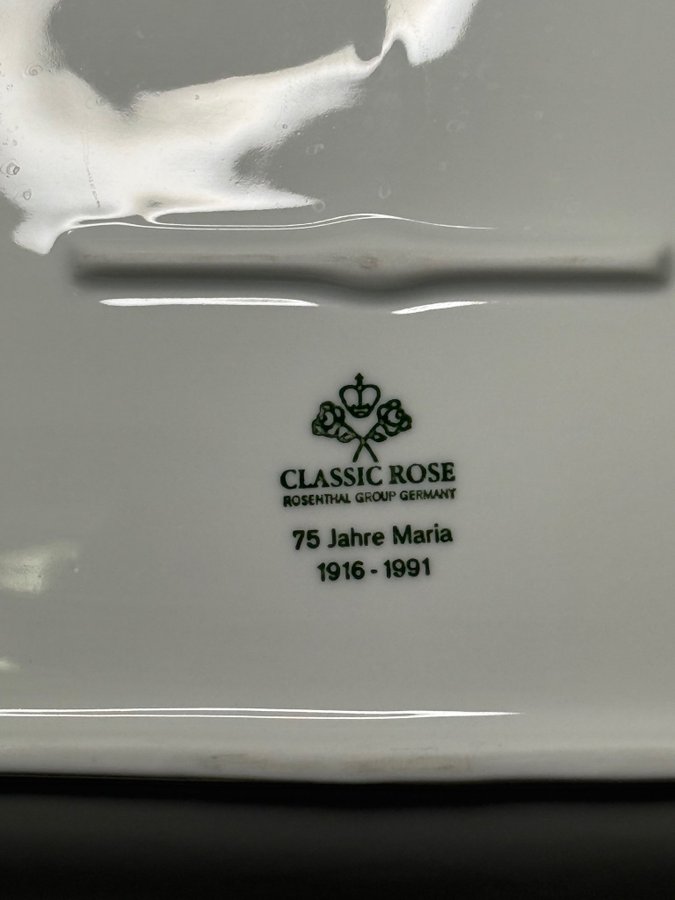 CLASSIC ROSE
ROSENTHAL GROUP GERMANY
75 Jahre Maria
1916 - 1991